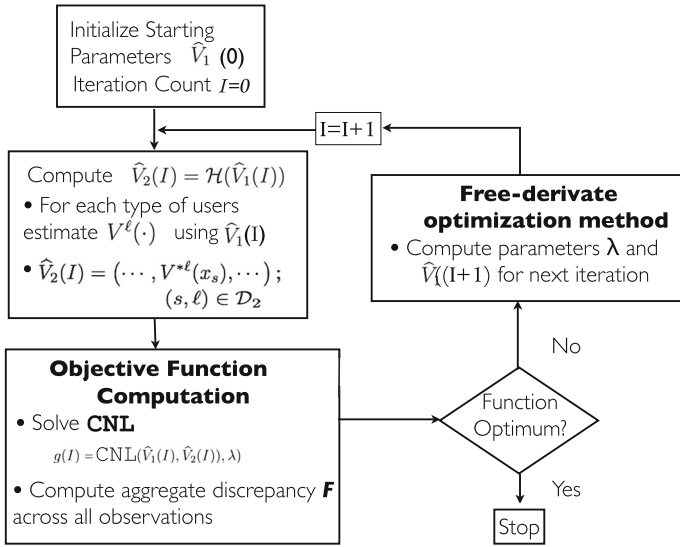 Initialize Starting
Parameters V̂₁ (0)
Iteration Count I=0
I=I+1
Compute V̂₂(I) = ℋ(V̂₁(I))
• For each type of users
estimate V^ℓ(·) using V̂₁(I)
• V̂₂(I) = (⋯, V*^ℓ(xₛ), ⋯);
(s, ℓ) ∈ 𝒟₂
Objective Function
Computation
• Solve CNL
g(I) = CNL(V̂₁(I), V̂₂(I)), λ)
• Compute aggregate discrepancy F
across all observations
Function
Optimum?
No
Yes
Stop
Free-derivate
optimization method
• Compute parameters λ and
V̂₁((I+1) for next iteration